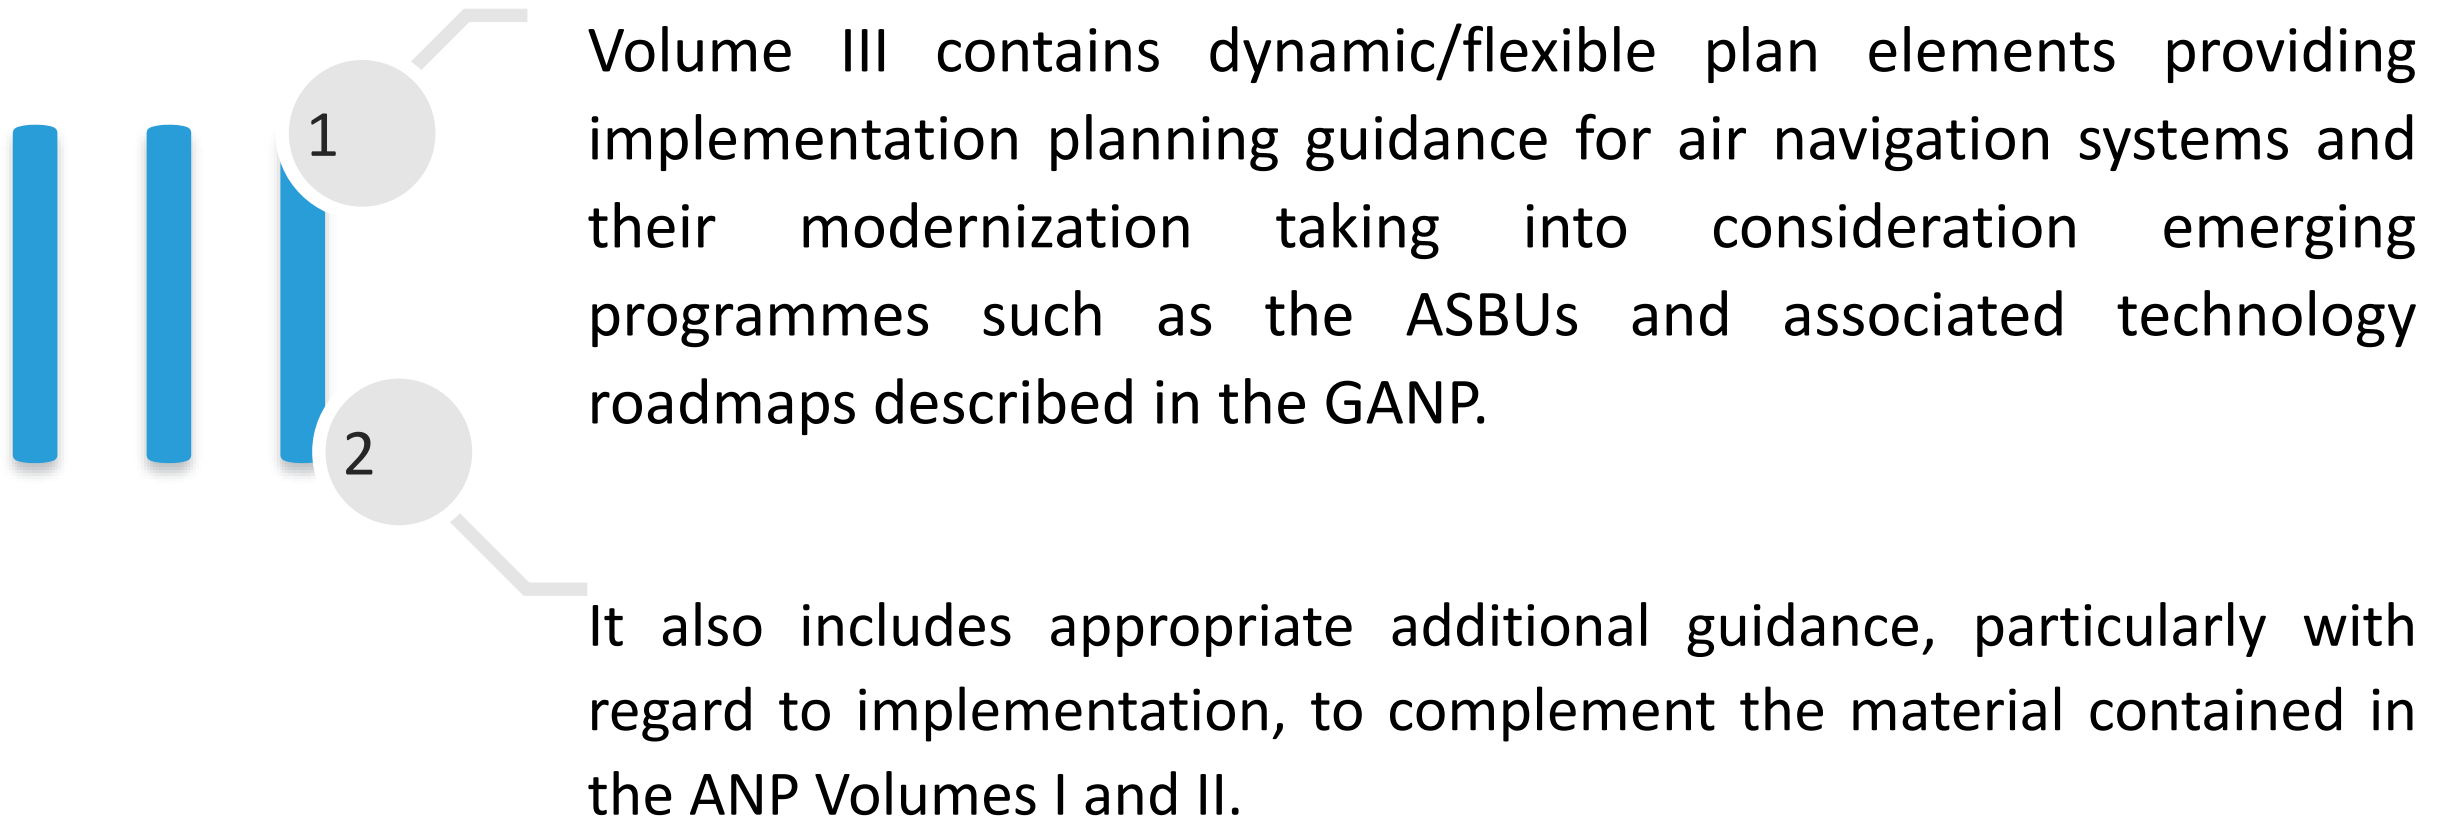 1
Volume III contains dynamic/flexible plan elements providing
implementation planning guidance for air navigation systems and
their modernization taking into consideration emerging
programmes such as the ASBUs and associated technology
roadmaps described in the GANP.
2
It also includes appropriate additional guidance, particularly with
regard to implementation, to complement the material contained in
the ANP Volumes I and II.